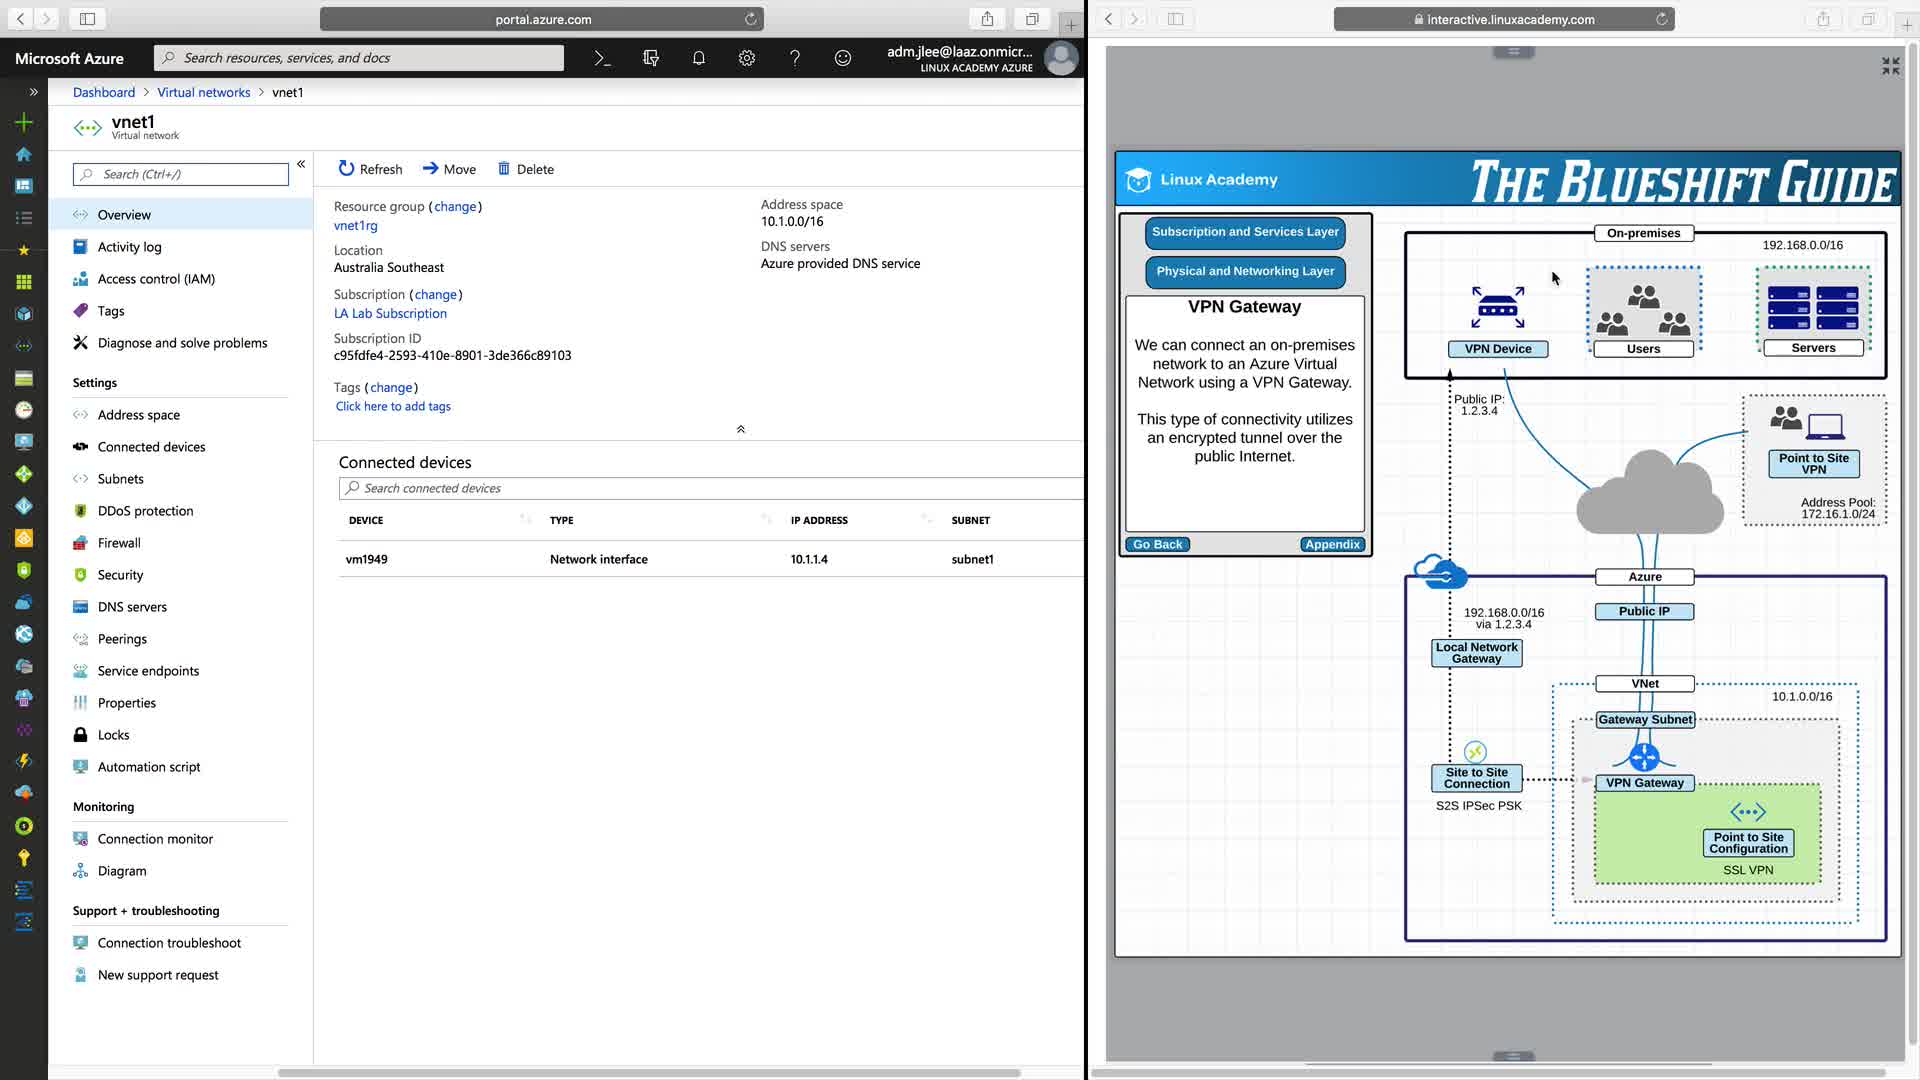 portal.azure.com
Microsoft Azure
Search resources, services, and docs
adm.jlee@laaz.onmicr...
LINUX ACADEMY AZURE
Dashboard > Virtual networks > vnet1
vnet1
Virtual network
Search (Ctrl+/)
Overview
Activity log
Access control (IAM)
Tags
Diagnose and solve problems
Settings
Address space
Connected devices
Subnets
DDoS protection
Firewall
Security
DNS servers
Peerings
Service endpoints
Properties
Locks
Automation script
Monitoring
Connection monitor
Diagram
Support + troubleshooting
Connection troubleshoot
New support request
Refresh
Move
Delete
Resource group (change)
vnet1rg
Location
Australia Southeast
Subscription (change)
LA Lab Subscription
Subscription ID
c95fdfe4-2593-410e-8901-3de366c89103
Tags (change)
Click here to add tags
Address space
10.1.0.0/16
DNS servers
Azure provided DNS service
Connected devices
Search connected devices
DEVICE TYPE IP ADDRESS SUBNET
vm1949 Network interface 10.1.1.4 subnet1
interactive.linuxacademy.com
Linux Academy
THE BLUESHIFT GUIDE
Subscription and Services Layer
Physical and Networking Layer
VPN Gateway
We can connect an on-premises
network to an Azure Virtual
Network using a VPN Gateway.
This type of connectivity utilizes
an encrypted tunnel over the
public Internet.
Go Back
Appendix
On-premises
192.168.0.0/16
VPN Device
Users
Servers
Public IP:
1.2.3.4
Point to Site
VPN
Address Pool:
172.16.1.0/24
Azure
Public IP
192.168.0.0/16
via 1.2.3.4
Local Network
Gateway
VNet
10.1.0.0/16
Gateway Subnet
Site to Site
Connection
S2S IPSec PSK
VPN Gateway
Point to Site
Configuration
SSL VPN